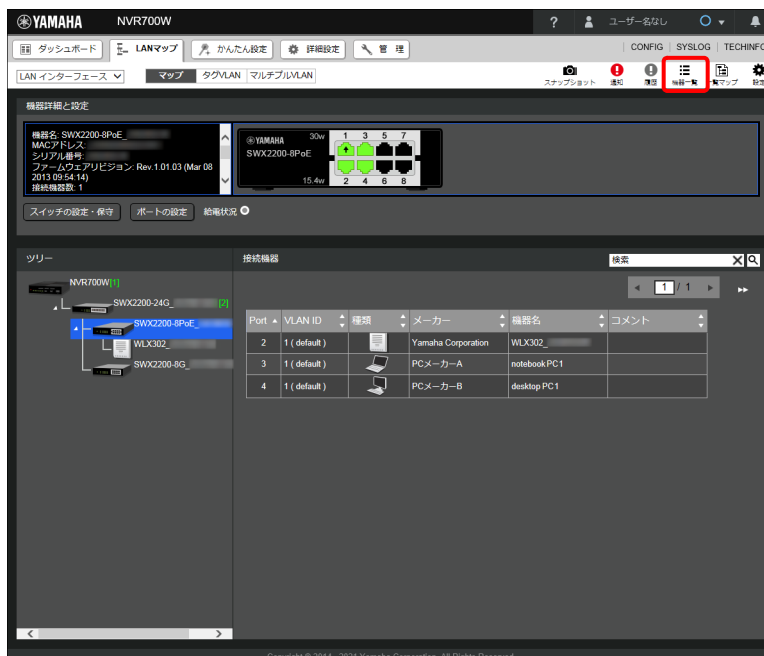 YAMAHA NVR700W ? ユーザーなし
ダッシュボード LANマップ かんたん設定 詳細設定 管 理 CONFIG SYSLOG TECHINFO
LAN インターフェース マップ タグVLAN マルチプルVLAN スナップショット 通知 履歴 機器一覧 一覧マップ 設定
機器詳細と設定
機器名: SWX2200-8PoE_
MACアドレス:
シリアル番号:
ファームウェアリビジョン: Rev.1.01.03 (Mar 08
2013 09:54:14)
接続機器数: 1
YAMAHA 30w 1 3 5 7
SWX2200-8PoE
15.4w 2 4 6 8
スイッチの設定・保守 ポートの設定 給電状況
ツリー
NVR700W[1]
SWX2200-24G_ [2]
SWX2200-8PoE_
WLX302_
SWX2200-8G_
接続機器 検索
1 / 1
Port VLAN ID 種類 メーカー 機器名 コメント
2 1 ( default ) Yamaha Corporation WLX302_
3 1 ( default ) PCメーカーA notebook PC1
4 1 ( default ) PCメーカーB desktop PC1
Copyright © 2014 - 2021 Yamaha Corporation. All Rights Reserved.